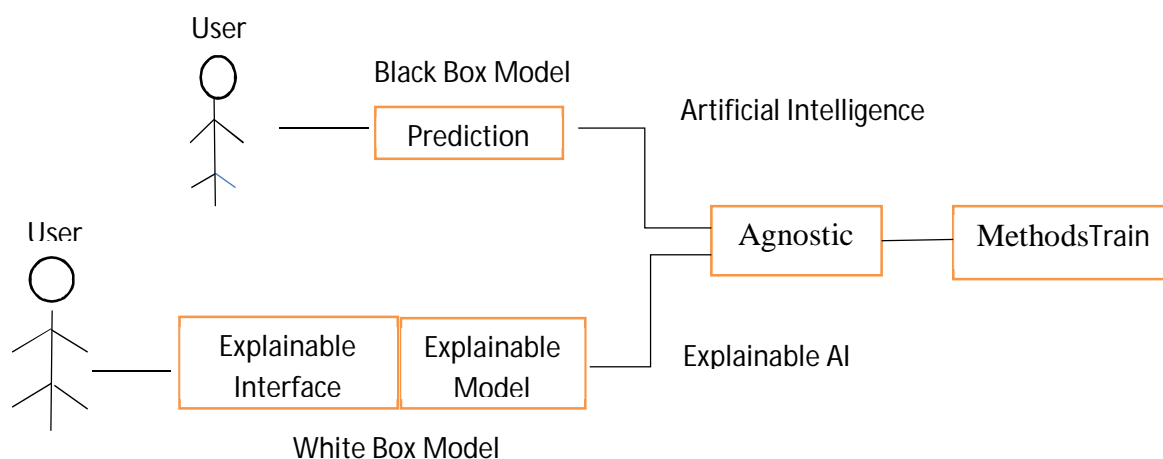 User
Black Box Model
Artificial Intelligence
Prediction
User
Agnostic
MethodsTrain
Explainable
Interface
Explainable
Model
Explainable AI
White Box Model